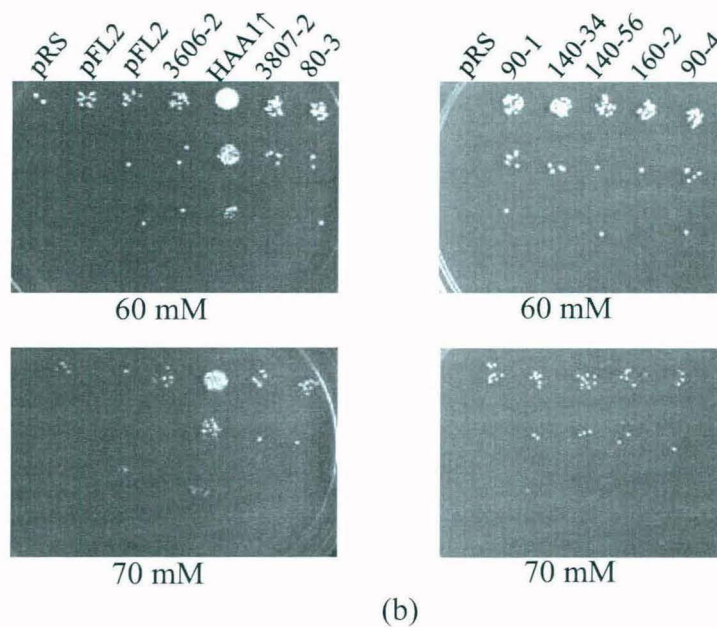 pRS pFL2 pFL2 3606-2 HAA1↑ 3807-2 80-3
pRS 90-1 140-34 140-56 160-2 90-4
60 mM 60 mM
70 mM 70 mM
(b)